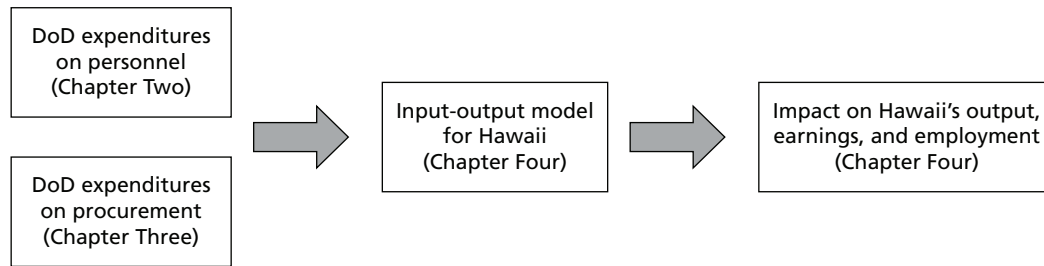 DoD expenditures
on personnel
(Chapter Two)
DoD expenditures
on procurement
(Chapter Three)
Input-output model
for Hawaii
(Chapter Four)
Impact on Hawaii's output,
earnings, and employment
(Chapter Four)